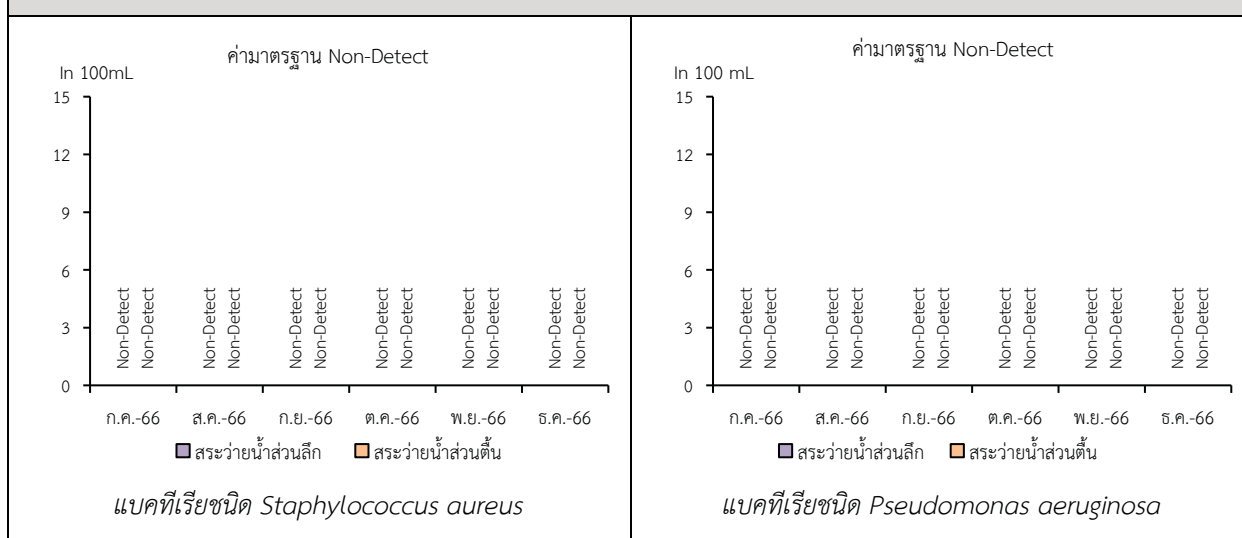 ค่ามาตรฐาน Non-Detect
In 100mL
15
12
9
6
3
0
Non-Detect
Non-Detect
Non-Detect
Non-Detect
Non-Detect
Non-Detect
Non-Detect
Non-Detect
Non-Detect
Non-Detect
Non-Detect
Non-Detect
ก.ค.-66 ส.ค.-66 ก.ย.-66 ต.ค.-66 พ.ย.-66 ธ.ค.-66
สระว่ายน้ำส่วนลึก สระว่ายน้ำส่วนตื้น
แบคทีเรียชนิด Staphylococcus aureus
ค่ามาตรฐาน Non-Detect
In 100 mL
15
12
9
6
3
0
Non-Detect
Non-Detect
Non-Detect
Non-Detect
Non-Detect
Non-Detect
Non-Detect
Non-Detect
Non-Detect
Non-Detect
Non-Detect
Non-Detect
ก.ค.-66 ส.ค.-66 ก.ย.-66 ต.ค.-66 พ.ย.-66 ธ.ค.-66
สระว่ายน้ำส่วนลึก สระว่ายน้ำส่วนตื้น
แบคทีเรียชนิด Pseudomonas aeruginosa